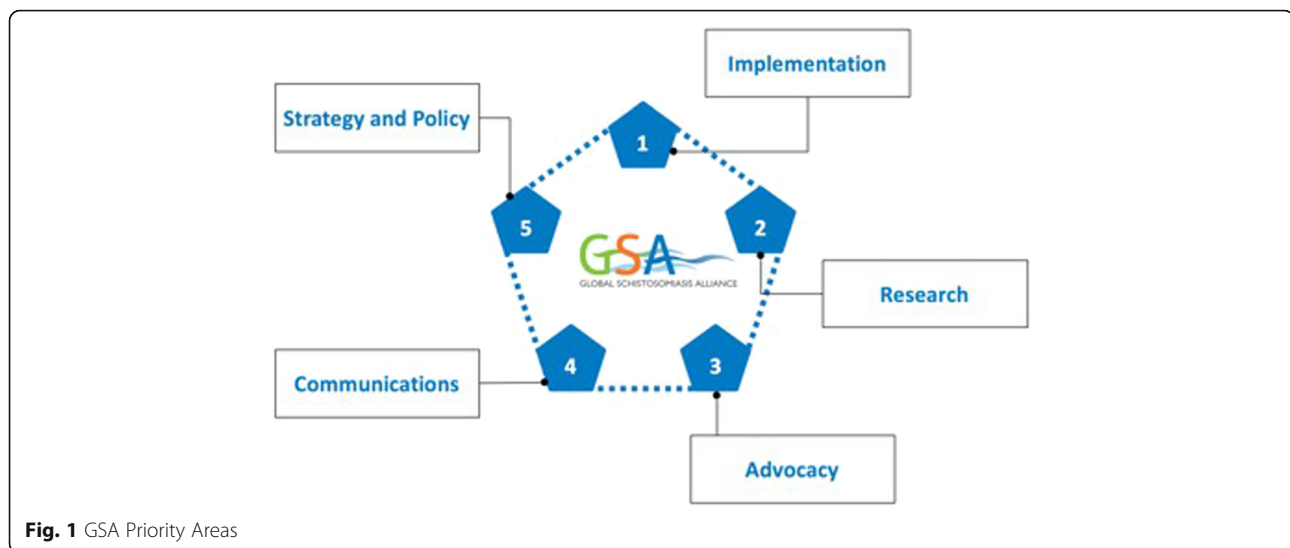 Implementation
Strategy and Policy
1
5
2
GSA
GLOBAL SCHISTOSOMIASIS ALLIANCE
Research
Communications
4
3
Advocacy
Fig. 1 GSA Priority Areas